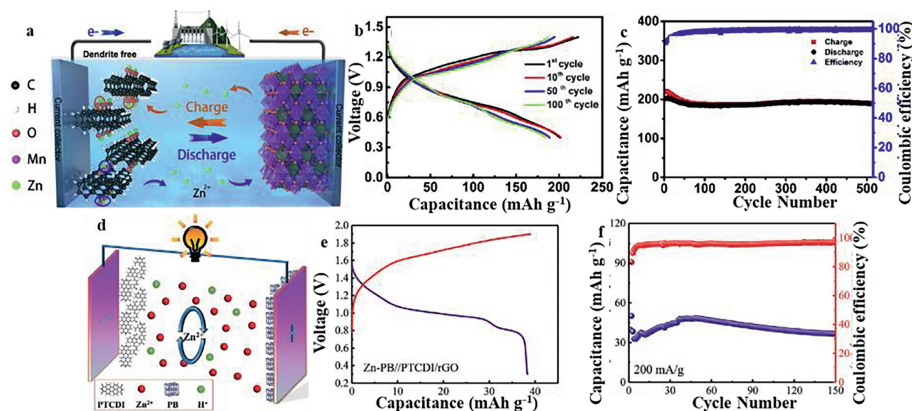 a
e-
e-
Dendrite free
Current collector
Current collector
C
H
O
Mn
Zn
Charge
Discharge
Zn2+
b
Voltage (V)
1.5
1.2
0.9
0.6
0.3
0.0
1st cycle
10th cycle
50 th cycle
100 th cycle
0 50 100 150 200 250
Capacitance (mAh g-1)
c
Capacitance (mAh g-1)
400
300
200
100
0
Charge
Discharge
Efficiency
100
80
60
40
20
0
Coulombic efficiency (%)
0 100 200 300 400 500
Cycle Number
d
Zn2+
PTCDI Zn2+ PB H+
e
Voltage (V)
2.0
1.8
1.6
1.4
1.2
1.0
0.8
0.6
0.4
0.2
Zn-PB//PTCDI/rGO
0 10 20 30 40
Capacitance (mAh g-1)
f
Capacitance (mAh g-1)
120
90
60
30
0
200 mA/g
100
80
60
40
20
0
Coulombic efficiency (%)
0 30 60 90 120 150
Cycle Number